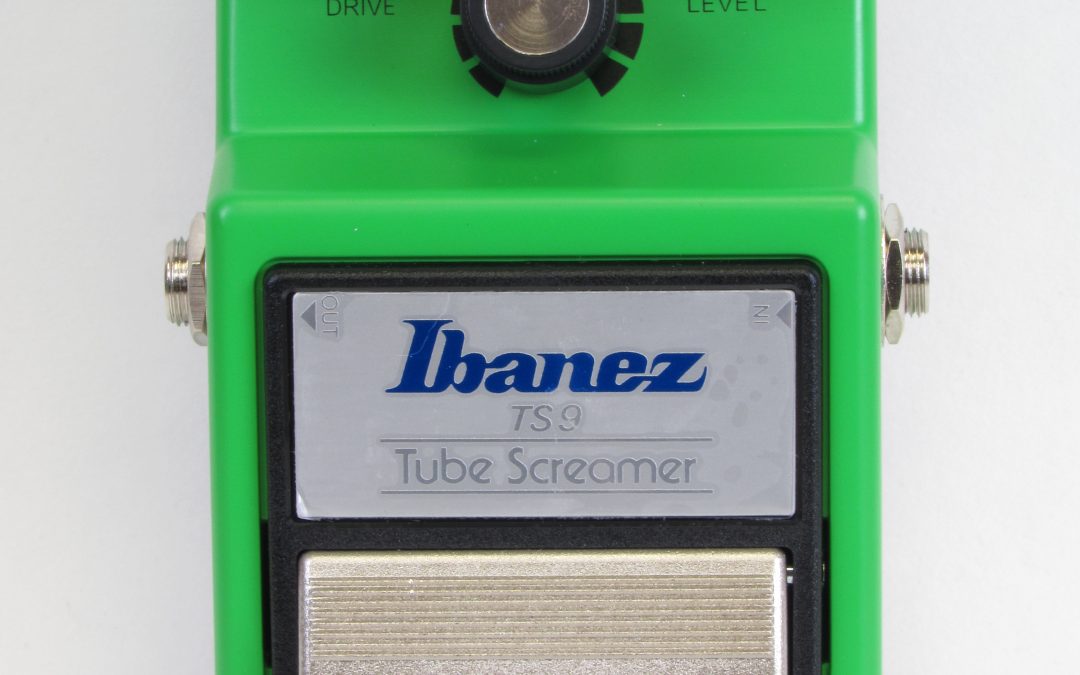 DRIVE LEVEL
OUT IN
Ibanez
TS9
Tube Screamer